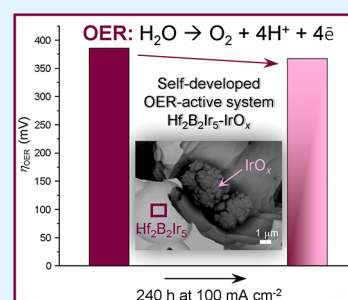 OER: H₂O → O₂ + 4H⁺ + 4ē
400
350
300
250
200
150
100
50
0
η_OER (mV)
Self-developed
OER-active system
Hf₂B₂Ir₅-IrOₓ
IrOₓ
Hf₂B₂Ir₅
1 μm
240 h at 100 mA cm⁻²